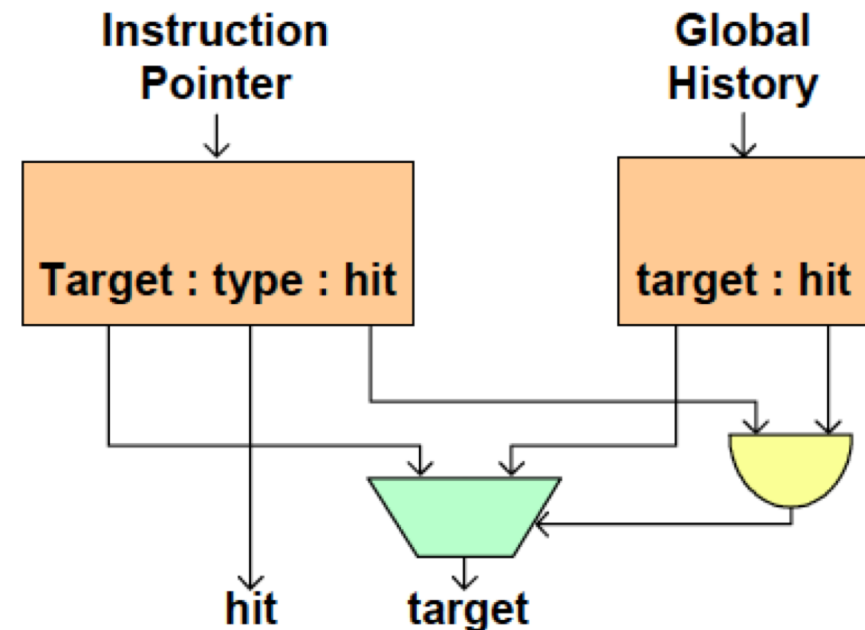 Instruction
Pointer
Global
History
Target : type : hit
target : hit
hit
target